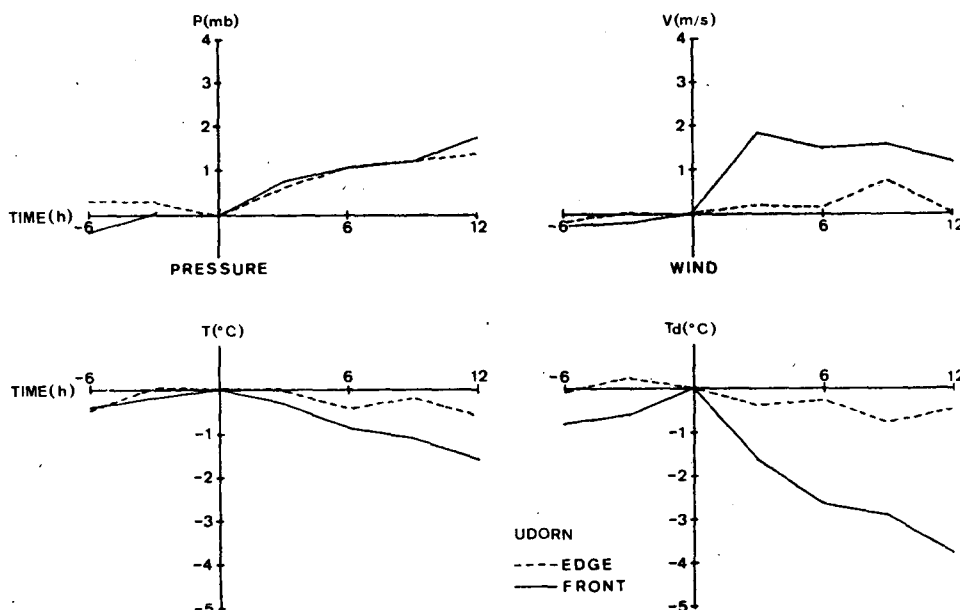 P(mb)
4
3
2
1
TIME(h)
-6
6
12
PRESSURE
V(m/s)
4
3
2
1
-6
6
12
WIND
T(°C)
TIME(h)
-6
6
12
-1
-2
-3
-4
-5
Td(°C)
-6
6
12
-1
-2
-3
-4
-5
UDORN
EDGE
FRONT